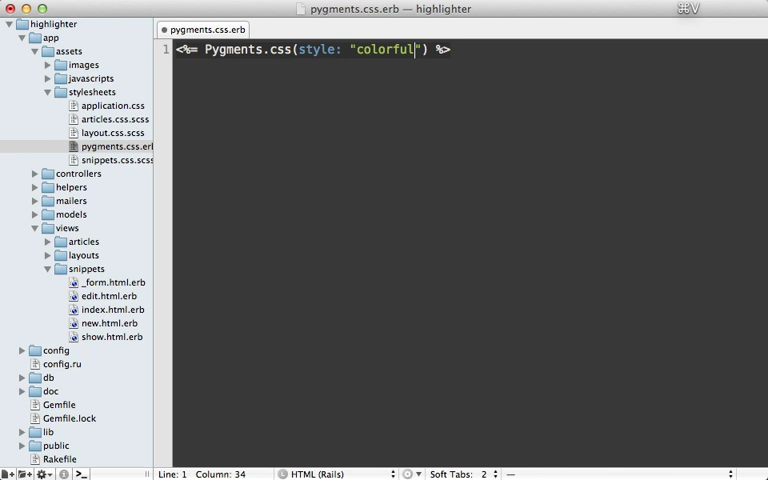 pygments.css.erb — highlighter
⌘V
highlighter
app
assets
images
javascripts
stylesheets
application.css
articles.css.scss
layout.css.scss
pygments.css.erb
snippets.css.scss
controllers
helpers
mailers
models
views
articles
layouts
snippets
_form.html.erb
edit.html.erb
index.html.erb
new.html.erb
show.html.erb
config
config.ru
db
doc
Gemfile
Gemfile.lock
lib
public
Rakefile
pygments.css.erb
1 <%= Pygments.css(style: "colorful") %>
Line: 1 Column: 34
L HTML (Rails)
Soft Tabs: 2
—